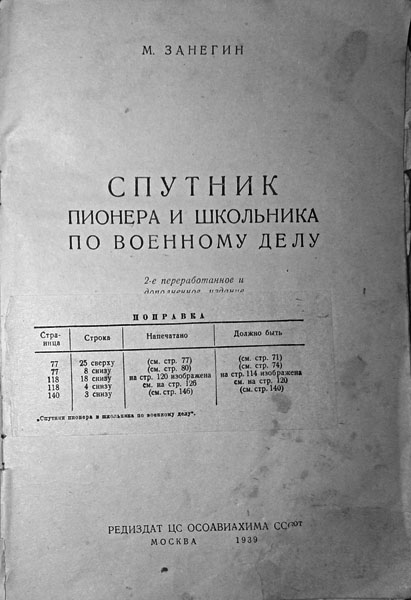 М. ЗАНЕГИН
СПУТНИК
ПИОНЕРА И ШКОЛЬНИКА
ПО ВОЕННОМУ ДЕЛУ
2-е переработанное и
дополненное издание
ПОПРАВКА
Стра-
ница Строка Напечатано Должно быть
77 25 сверху (см. стр. 77) (см. стр. 71)
77 8 снизу (см. стр. 80) (см. стр. 74)
118 18 снизу на стр. 120 изображена на стр. 114 изображена
118 4 снизу см. на стр. 126 см. на стр. 120
140 3 снизу (см. стр. 146) (см. стр. 140)
„Спутник пионера и школьника по военному делу“.
РЕДИЗДАТ ЦС ОСОАВИАХИМА
МОСКВА 1939